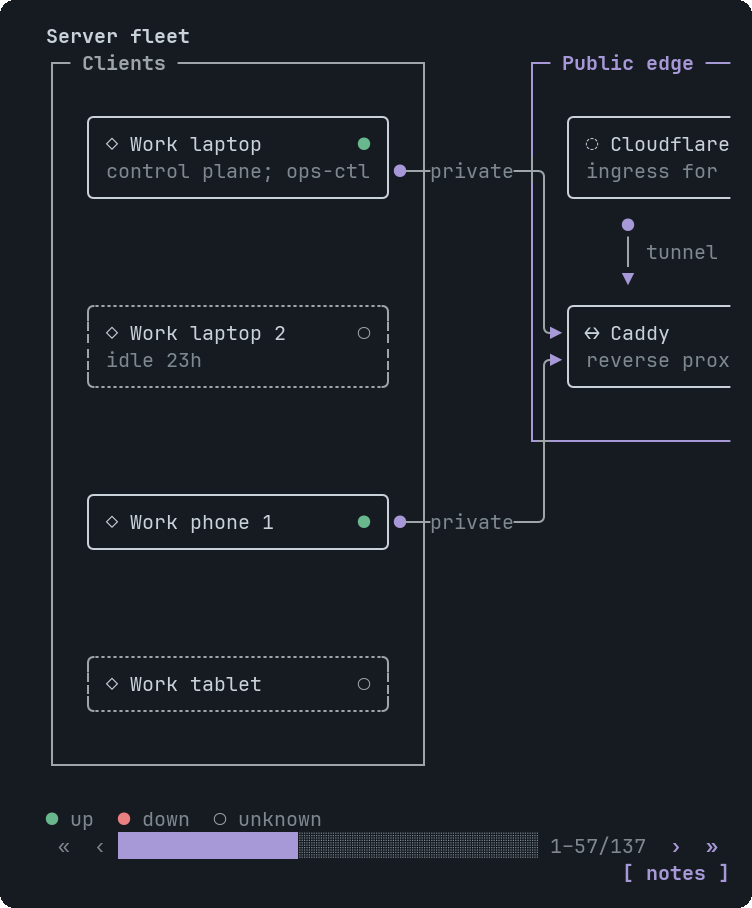 Server fleet
Clients
Public edge
◇ Work laptop
control plane; ops-ctl
private
Cloudflare
ingress for
tunnel
◇ Work laptop 2
idle 23h
Caddy
reverse prox
◇ Work phone 1
private
◇ Work tablet
● up ● down ○ unknown
« ‹ 1–57/137 › »
[ notes ]